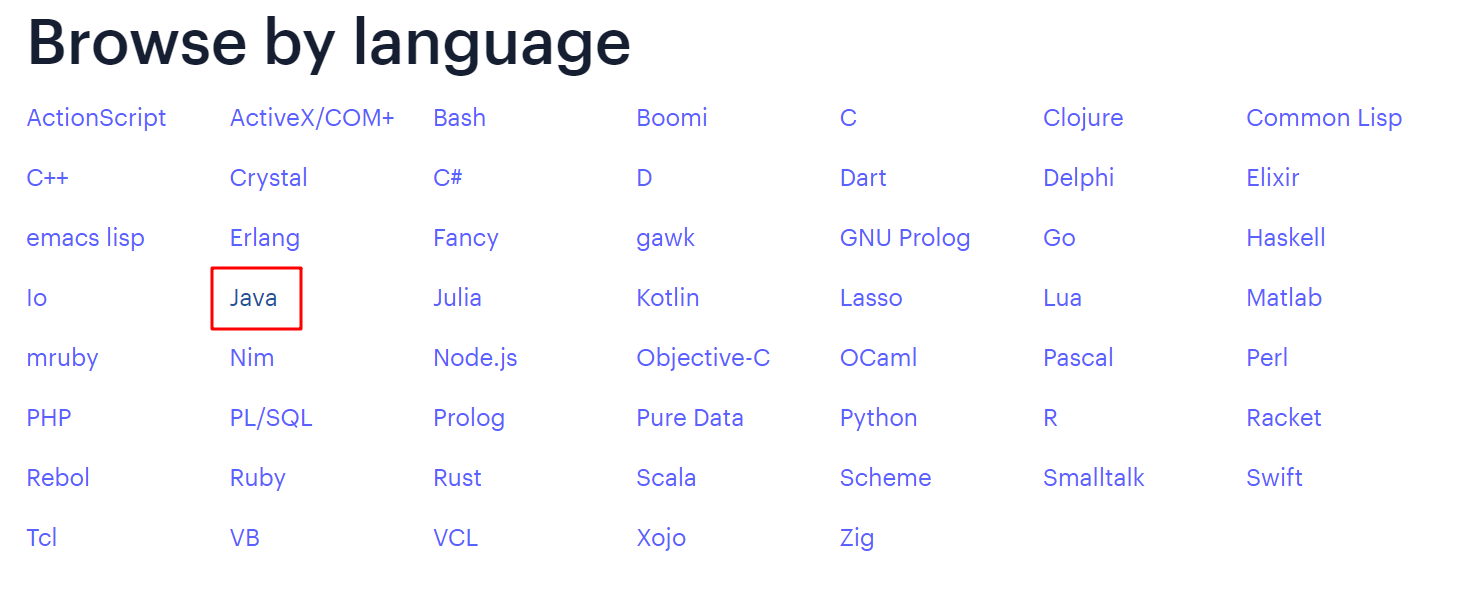 Browse by language
ActionScript ActiveX/COM+ Bash Boomi C Clojure Common Lisp
C++ Crystal C# D Dart Delphi Elixir
emacs lisp Erlang Fancy gawk GNU Prolog Go Haskell
Io Java Julia Kotlin Lasso Lua Matlab
mruby Nim Node.js Objective-C OCaml Pascal Perl
PHP PL/SQL Prolog Pure Data Python R Racket
Rebol Ruby Rust Scala Scheme Smalltalk Swift
Tcl VB VCL Xojo Zig